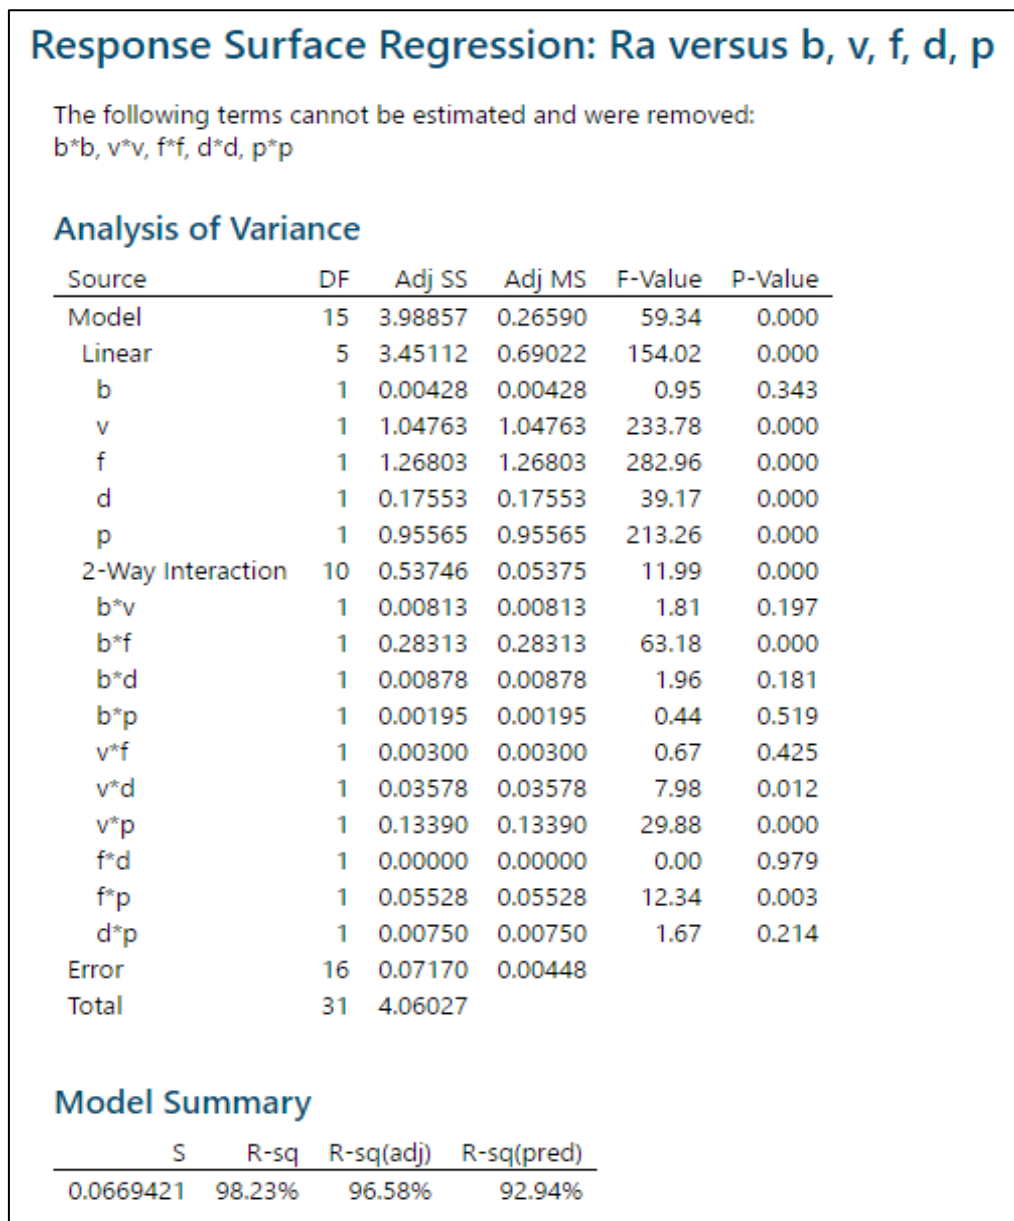 Response Surface Regression: Ra versus b, v, f, d, p
The following terms cannot be estimated and were removed:
b*b, v*v, f*f, d*d, p*p
Analysis of Variance
Source DF Adj SS Adj MS F-Value P-Value
Model 15 3.98857 0.26590 59.34 0.000
Linear 5 3.45112 0.69022 154.02 0.000
b 1 0.00428 0.00428 0.95 0.343
v 1 1.04763 1.04763 233.78 0.000
f 1 1.26803 1.26803 282.96 0.000
d 1 0.17553 0.17553 39.17 0.000
p 1 0.95565 0.95565 213.26 0.000
2-Way Interaction 10 0.53746 0.05375 11.99 0.000
b*v 1 0.00813 0.00813 1.81 0.197
b*f 1 0.28313 0.28313 63.18 0.000
b*d 1 0.00878 0.00878 1.96 0.181
b*p 1 0.00195 0.00195 0.44 0.519
v*f 1 0.00300 0.00300 0.67 0.425
v*d 1 0.03578 0.03578 7.98 0.012
v*p 1 0.13390 0.13390 29.88 0.000
f*d 1 0.00000 0.00000 0.00 0.979
f*p 1 0.05528 0.05528 12.34 0.003
d*p 1 0.00750 0.00750 1.67 0.214
Error 16 0.07170 0.00448
Total 31 4.06027
Model Summary
S R-sq R-sq(adj) R-sq(pred)
0.0669421 98.23% 96.58% 92.94%